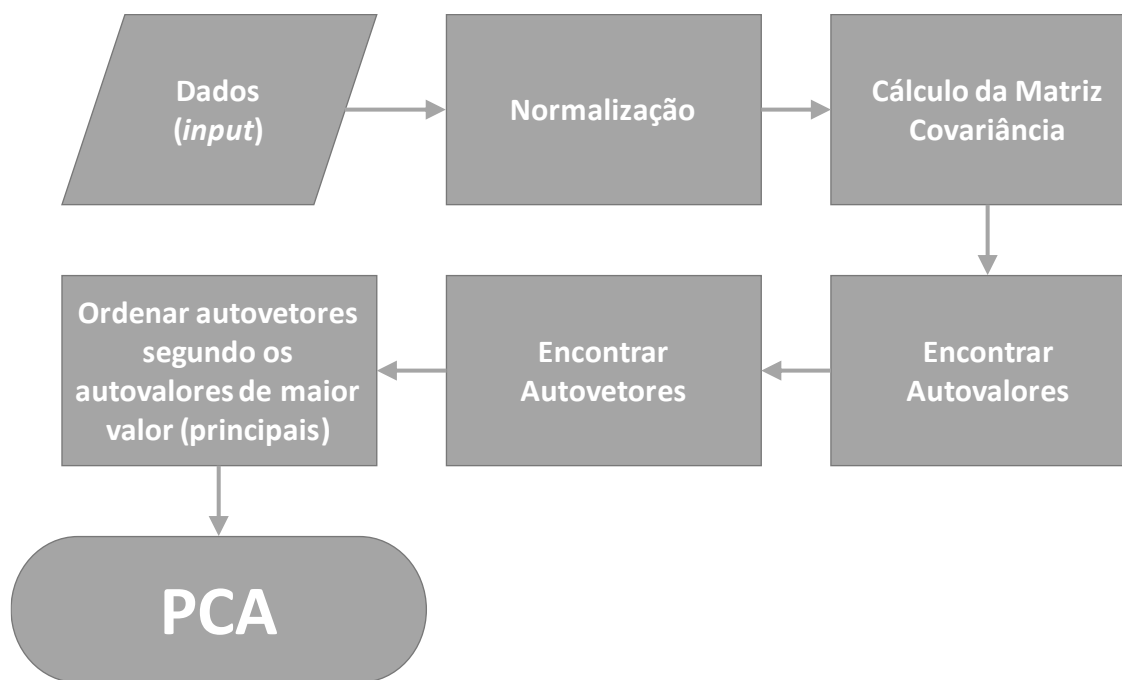 Dados
(input)
Normalização
Cálculo da Matriz
Covariância
Encontrar
Autovalores
Encontrar
Autovetores
Ordenar autovetores
segundo os
autovalores de maior
valor (principais)
PCA